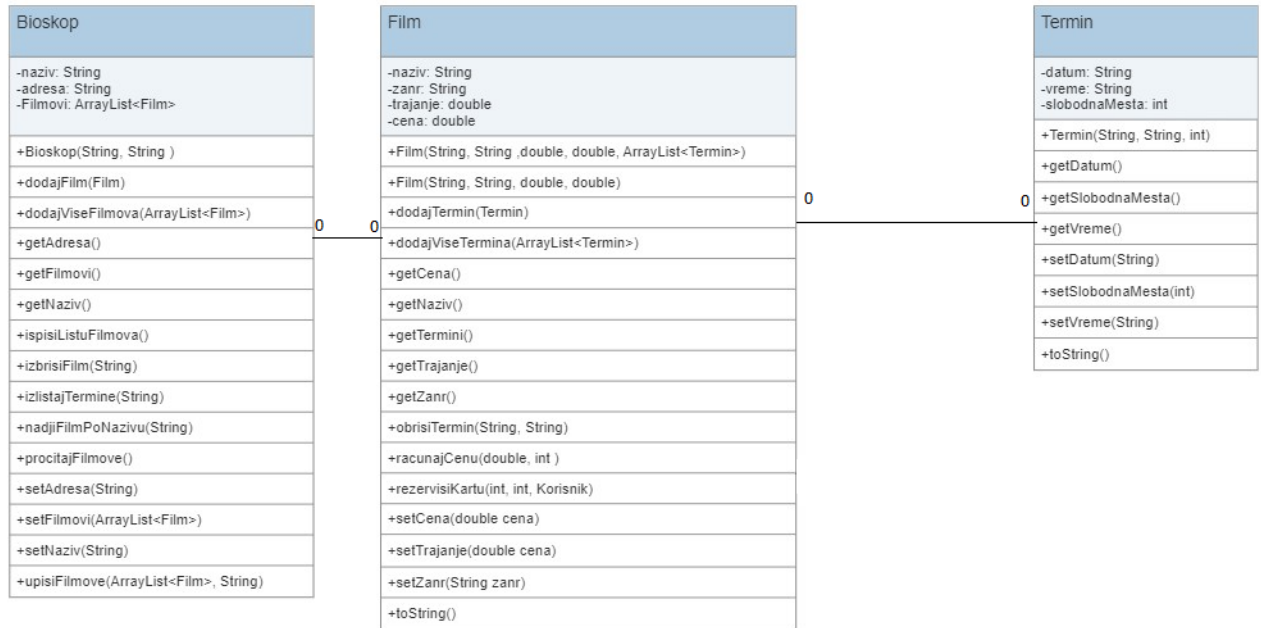 Bioskop
-naziv: String
-adresa: String
-Filmovi: ArrayList<Film>
+Bioskop(String, String )
+dodajFilm(Film)
+dodajViseFilmova(ArrayList<Film>)
+getAdresa()
+getFilmovi()
+getNaziv()
+ispisiListuFilmova()
+izbrisiFilm(String)
+izlistajTermine(String)
+nadjiFilmPoNazivu(String)
+procitajFilmove()
+setAdresa(String)
+setFilmovi(ArrayList<Film>)
+setNaziv(String)
+upisiFilmove(ArrayList<Film>, String)
0
0
Film
-naziv: String
-zanr: String
-trajanje: double
-cena: double
+Film(String, String ,double, double, ArrayList<Termin>)
+Film(String, String, double, double)
+dodajTermin(Termin)
+dodajViseTermina(ArrayList<Termin>)
+getCena()
+getNaziv()
+getTermini()
+getTrajanje()
+getZanr()
+obrisiTermin(String, String)
+racunajCenu(double, int )
+rezervisiKartu(int, int, Korisnik)
+setCena(double cena)
+setTrajanje(double cena)
+setZanr(String zanr)
+toString()
0
0
Termin
-datum: String
-vreme: String
-slobodnaMesta: int
+Termin(String, String, int)
+getDatum()
+getSlobodnaMesta()
+getVreme()
+setDatum(String)
+setSlobodnaMesta(int)
+setVreme(String)
+toString()